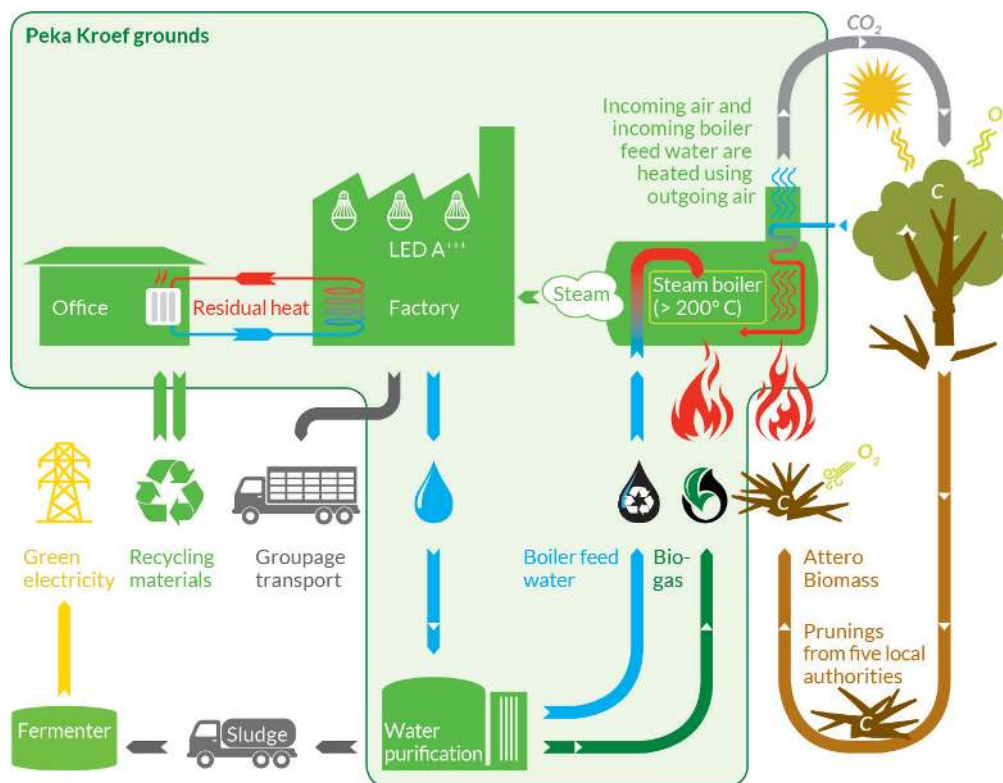 Peka Kroef grounds
CO2
Incoming air and
incoming boiler
feed water are
heated using
outgoing air
O
C
LED A+++
Office
Residual heat
Factory
Steam
Steam boiler
(> 200° C)
O2
C
Green
electricity
Recycling
materials
Groupage
transport
Boiler feed
water
Bio-
gas
Attero
Biomass
Prunings
from five local
authorities
C
Fermenter
Sludge
Water
purification